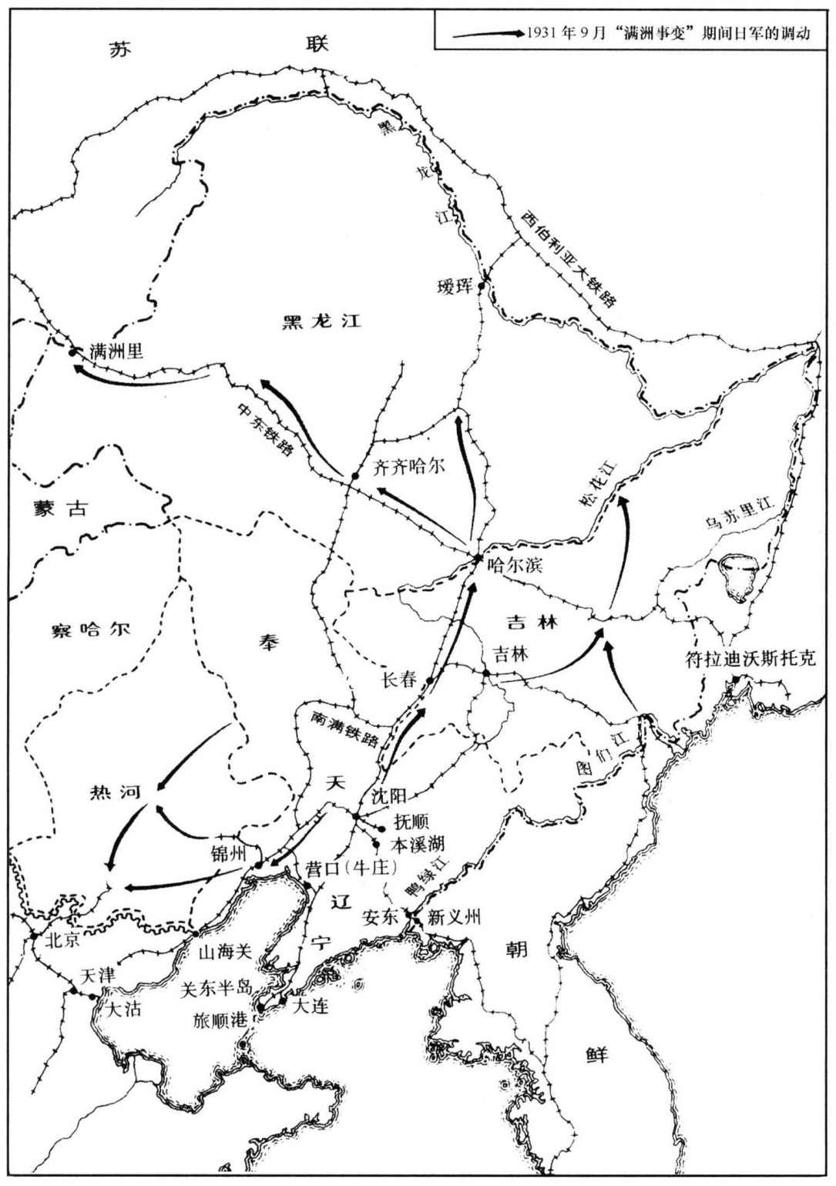 1931年9月“满洲事变”期间日军的调动
苏联
黑龙江
西伯利亚大铁路
瑷珲
黑龙江
满洲里
中东铁路
齐齐哈尔
蒙古
松花江
乌苏里江
哈尔滨
察哈尔
奉天
吉林
吉林
符拉迪沃斯托克
长春
南满铁路
图们江
热河
沈阳
抚顺
本溪湖
锦州
营口(牛庄)
鸭绿江
辽宁
安东
新义州
北京
山海关
朝鲜
天津
关东半岛
大沽
旅顺港
大连